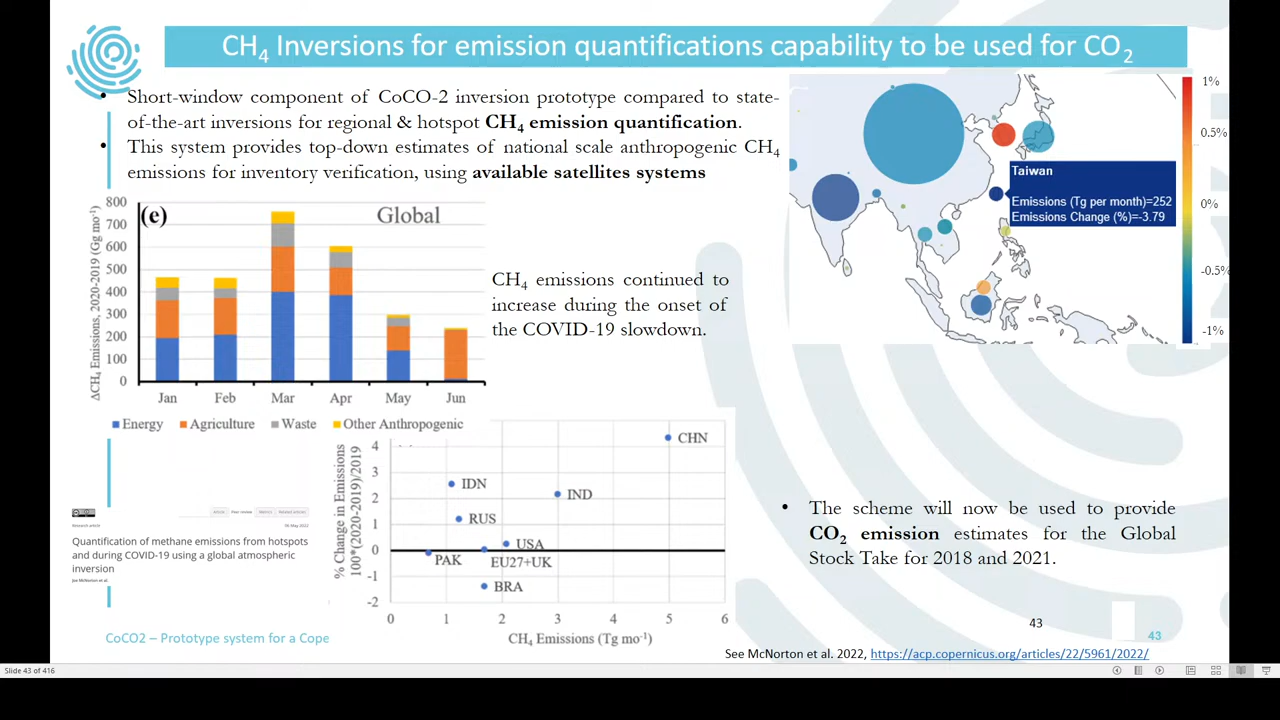 CH4 Inversions for emission quantifications capability to be used for CO2
• Short-window component of CoCO-2 inversion prototype compared to state-
of-the-art inversions for regional & hotspot CH4 emission quantification.
• This system provides top-down estimates of national scale anthropogenic CH4
emissions for inventory verification, using available satellites systems
(e)
Global
ΔCH4 Emissions, 2020-2019 (Gg mo-1)
800
700
600
500
400
300
200
100
0
Jan Feb Mar Apr May Jun
Energy Agriculture Waste Other Anthropogenic
CH4 emissions continued to
increase during the onset of
the COVID-19 slowdown.
Taiwan
Emissions (Tg per month)=252
Emissions Change (%)=-3.79
1%
0.5%
0%
-0.5%
-1%
% Change in Emissions
100*(2020-2019)/2019
4
3
2
1
0
-1
-2
CHN
IDN
IND
RUS
USA
PAK
EU27+UK
BRA
0 1 2 3 4 5 6
CH4 Emissions (Tg mo-1)
Article Peer review Metrics Related articles
Research article
06 May 2022
Quantification of methane emissions from hotspots
and during COVID-19 using a global atmospheric
inversion
Joe McNorton et al.
• The scheme will now be used to provide
CO2 emission estimates for the Global
Stock Take for 2018 and 2021.
CoCO2 – Prototype system for a Cope
43
43
See McNorton et al. 2022, https://acp.copernicus.org/articles/22/5961/2022/
Slide 43 of 416